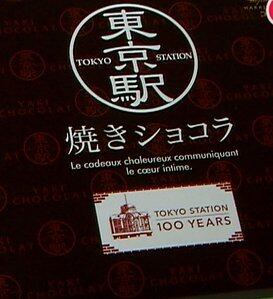 東京駅
TOKYO STATION
焼きショコラ
Le cadeaux chaleureux communiquant
le cœur intime.
TOKYO STATION
100 YEARS